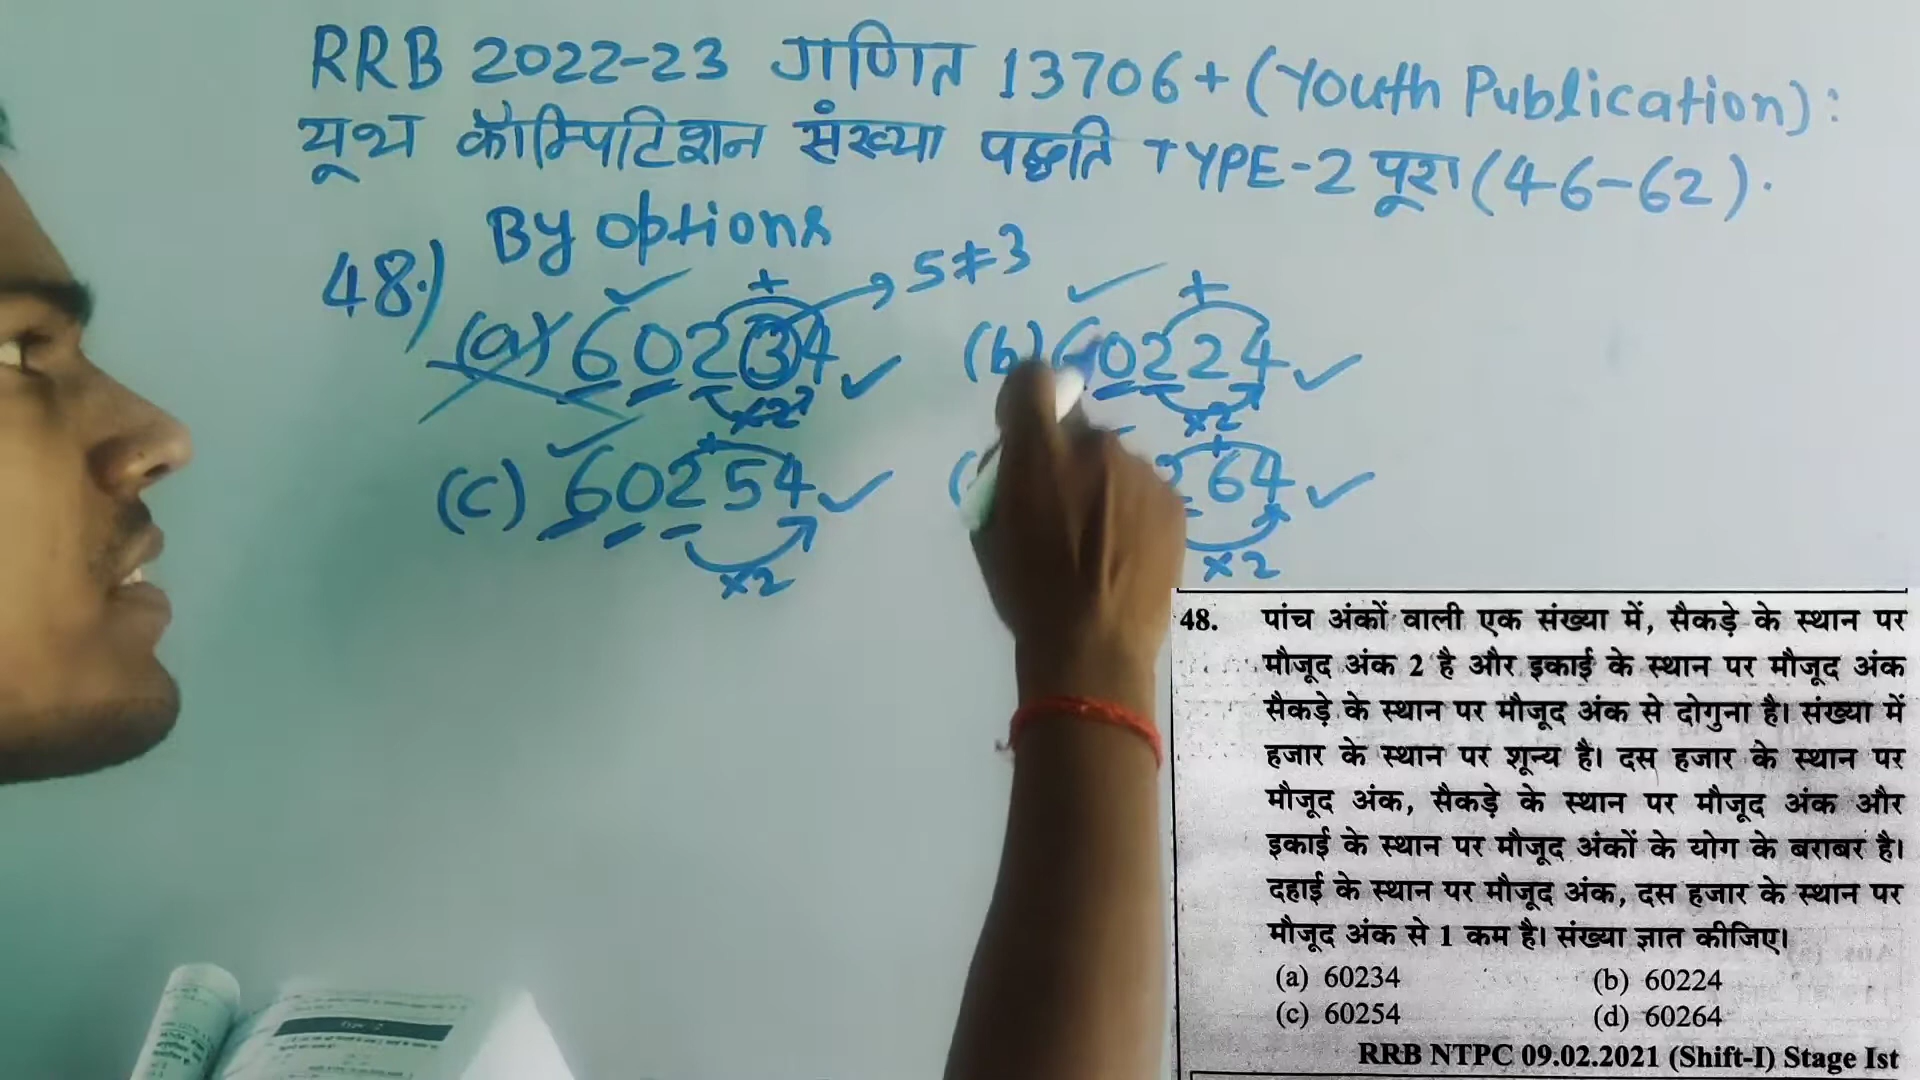 RRB 2022-23 गणित 13706+ (Youth Publication):
यूथ कॉम्पिटिशन संख्या पद्धति TYPE-2 पूरा (46-62).
By options
48.)
5≠3
(a) 60234 + ×2
(b) 60224 + ×2
(c) 60254 + ×2
264 + ×2
48. पांच अंकों वाली एक संख्या में, सैकड़े के स्थान पर
मौजूद अंक 2 है और इकाई के स्थान पर मौजूद अंक
सैकड़े के स्थान पर मौजूद अंक से दोगुना है। संख्या में
हजार के स्थान पर शून्य है। दस हजार के स्थान पर
मौजूद अंक, सैकड़े के स्थान पर मौजूद अंक और
इकाई के स्थान पर मौजूद अंकों के योग के बराबर है।
दहाई के स्थान पर मौजूद अंक, दस हजार के स्थान पर
मौजूद अंक से 1 कम है। संख्या ज्ञात कीजिए।
(a) 60234 (b) 60224
(c) 60254 (d) 60264
RRB NTPC 09.02.2021 (Shift-I) Stage Ist